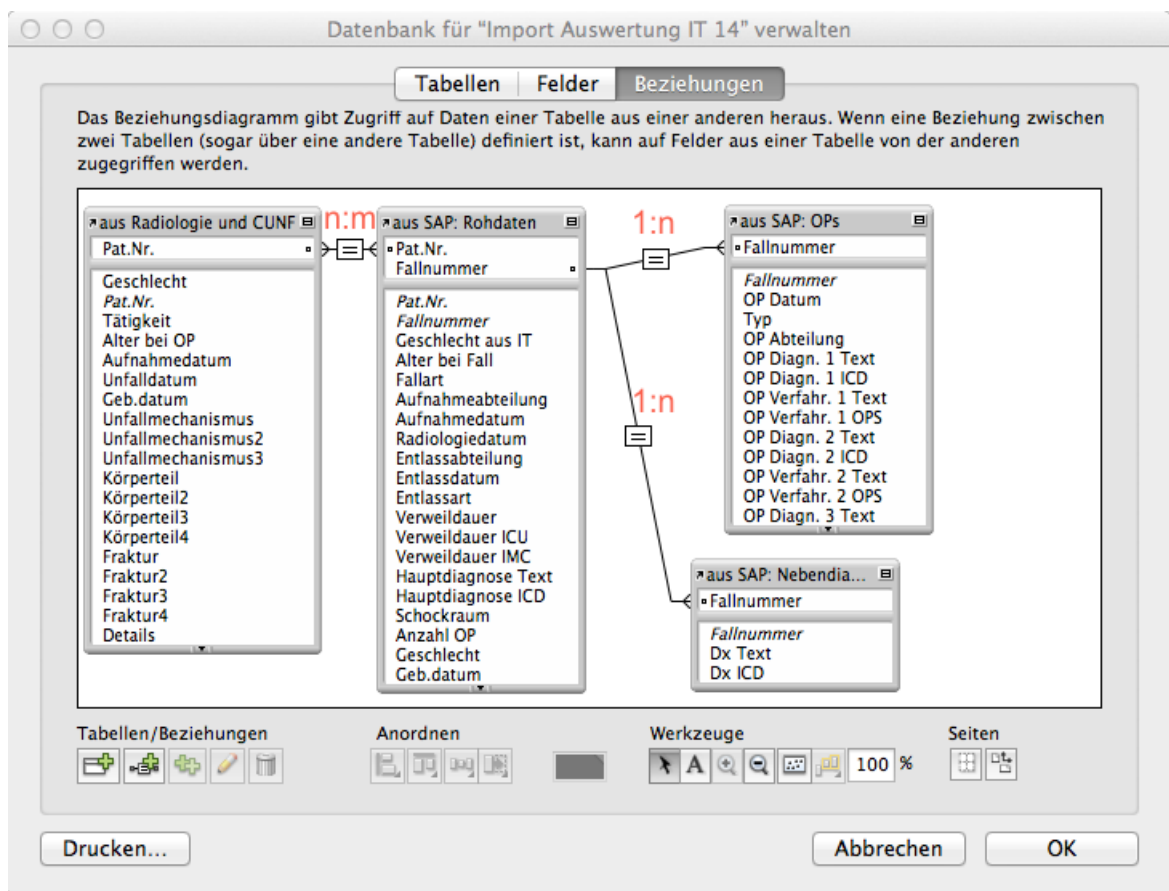 Datenbank für “Import Auswertung IT 14” verwalten
Tabellen
Felder
Beziehungen
Das Beziehungsdiagramm gibt Zugriff auf Daten einer Tabelle aus einer anderen heraus. Wenn eine Beziehung zwischen
zwei Tabellen (sogar über eine andere Tabelle) definiert ist, kann auf Felder aus einer Tabelle von der anderen
zugegriffen werden.
aus Radiologie und CUNF
Pat.Nr.
Geschlecht
Pat.Nr.
Tätigkeit
Alter bei OP
Aufnahmedatum
Unfalldatum
Geb.datum
Unfallmechanismus
Unfallmechanismus2
Unfallmechanismus3
Körperteil
Körperteil2
Körperteil3
Körperteil4
Fraktur
Fraktur2
Fraktur3
Fraktur4
Details
n:m
aus SAP: Rohdaten
Pat.Nr.
Fallnummer
Pat.Nr.
Fallnummer
Geschlecht aus IT
Alter bei Fall
Fallart
Aufnahmeabteilung
Aufnahmedatum
Radiologiedatum
Entlassabteilung
Entlassdatum
Entlassart
Verweildauer
Verweildauer ICU
Verweildauer IMC
Hauptdiagnose Text
Hauptdiagnose ICD
Schockraum
Anzahl OP
Geschlecht
Geb.datum
1:n
1:n
aus SAP: OPs
Fallnummer
Fallnummer
OP Datum
Typ
OP Abteilung
OP Diagn. 1 Text
OP Diagn. 1 ICD
OP Verfahr. 1 Text
OP Verfahr. 1 OPS
OP Diagn. 2 Text
OP Diagn. 2 ICD
OP Verfahr. 2 Text
OP Verfahr. 2 OPS
OP Diagn. 3 Text
aus SAP: Nebendia...
Fallnummer
Fallnummer
Dx Text
Dx ICD
Tabellen/Beziehungen
Anordnen
Werkzeuge
Seiten
A
100 %
Drucken...
Abbrechen
OK